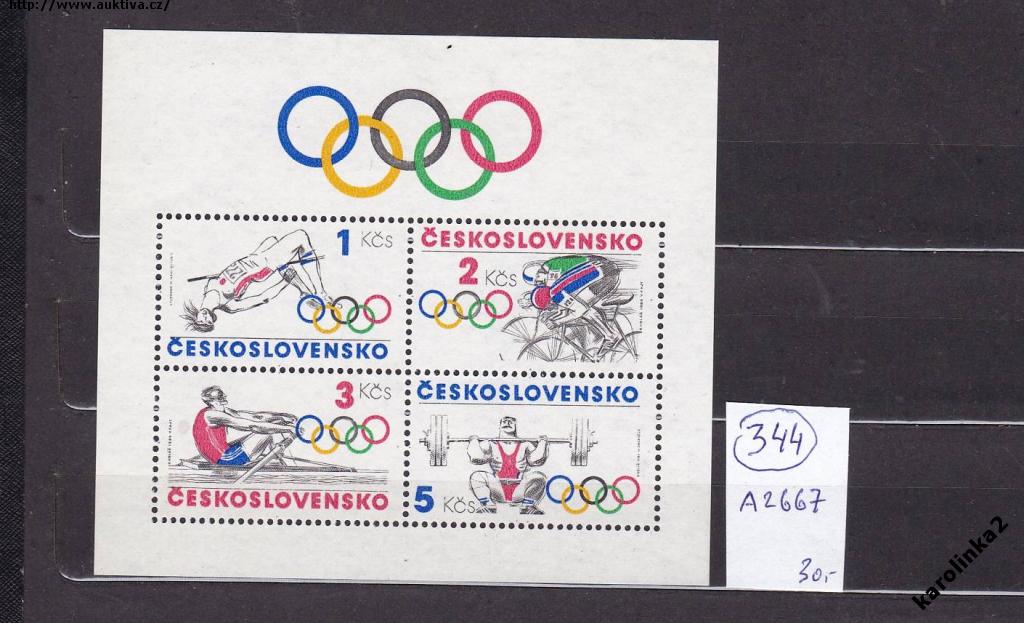 http://www.auktiva.cz/
1 Kčs
ČESKOSLOVENSKO
ČESKOSLOVENSKO
2 Kčs
3 Kčs
ČESKOSLOVENSKO
ČESKOSLOVENSKO
5 Kčs
344
A2667
30,-
karolinka2